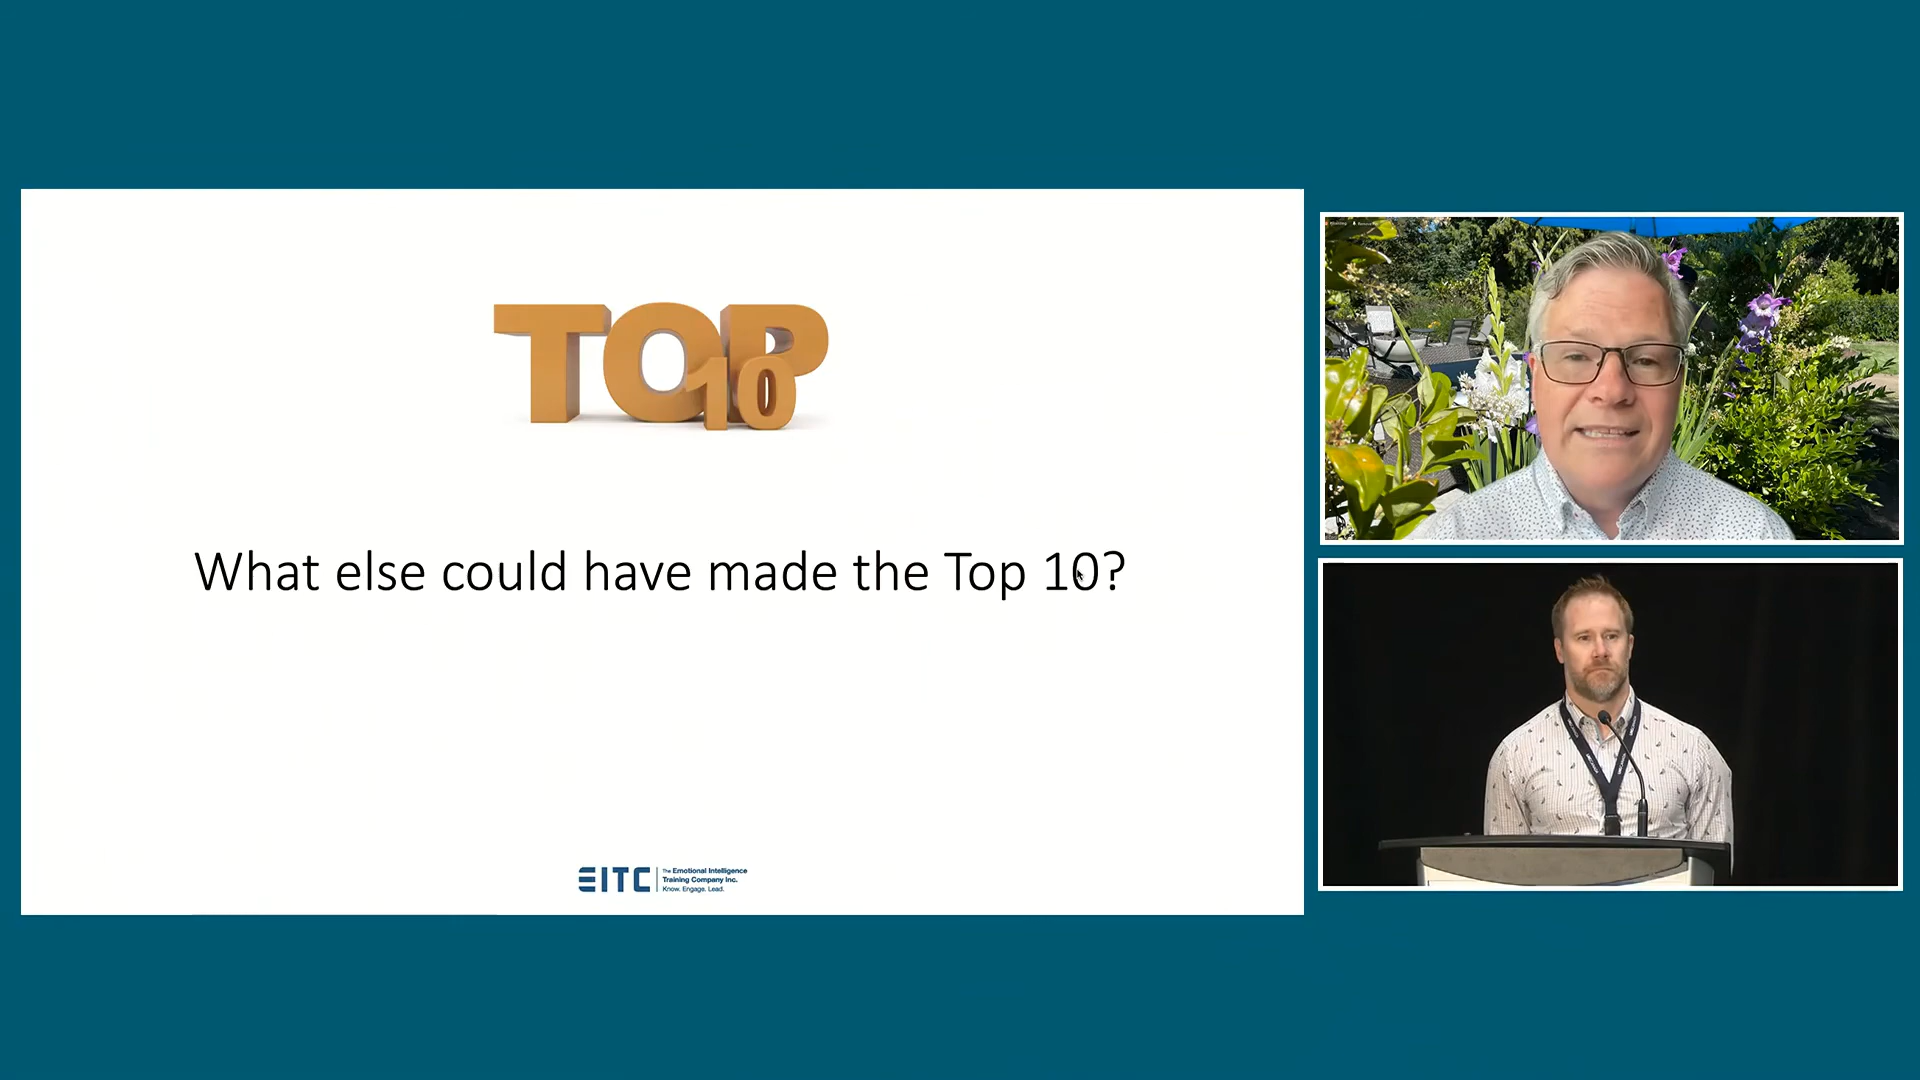 TOP
10
What else could have made the Top 10?
EITC
The Emotional Intelligence
Training Company Inc.
Know. Engage. Lead.